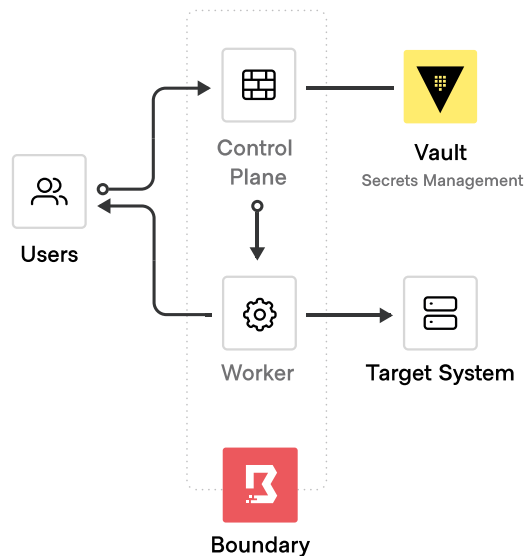 Control
Plane
Vault
Secrets Management
Users
Worker
Target System
Boundary